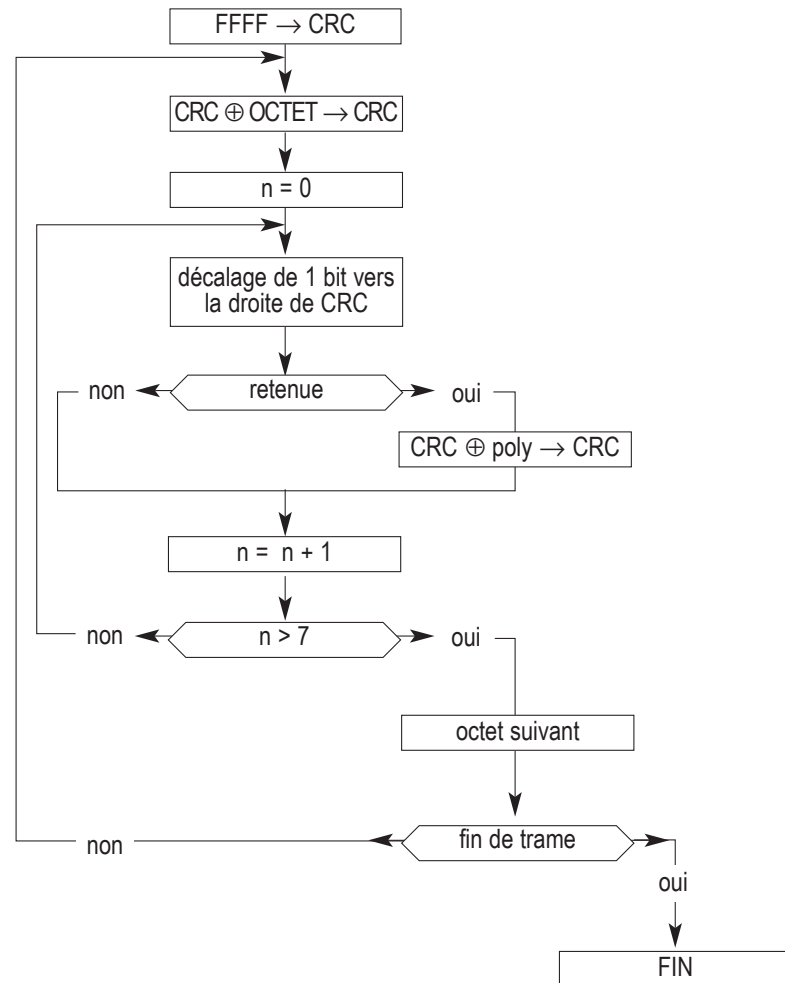 FFFF → CRC
CRC ⊕ OCTET → CRC
n = 0
décalage de 1 bit vers
la droite de CRC
non
retenue
oui
CRC ⊕ poly → CRC
n = n + 1
non
n > 7
oui
octet suivant
non
fin de trame
oui
FIN